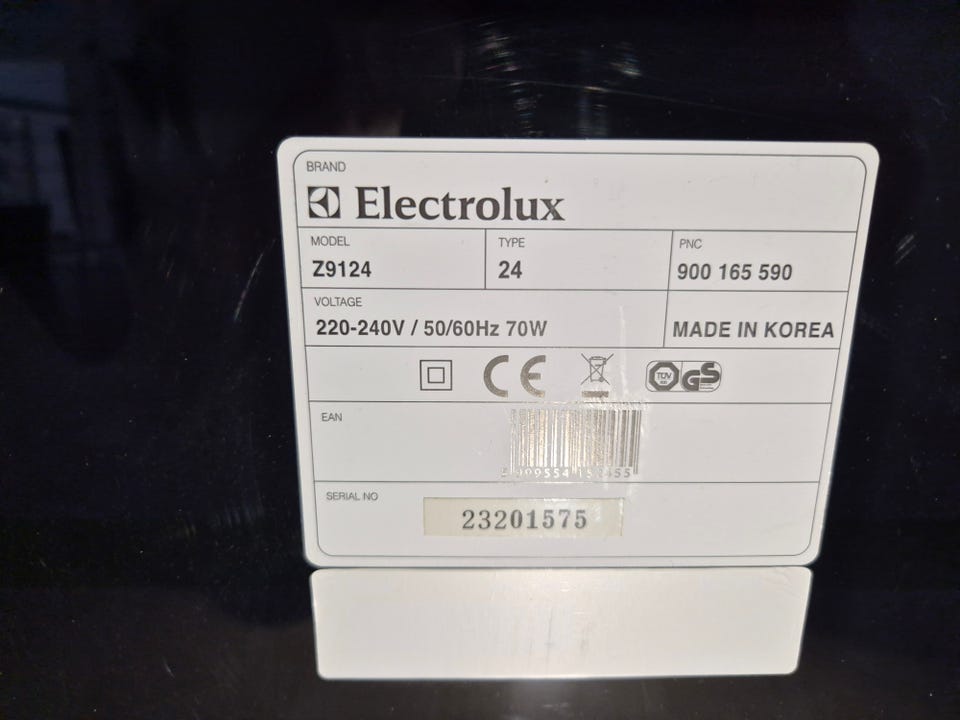 BRAND
Electrolux
MODEL
Z9124
TYPE
24
PNC
900 165 590
VOLTAGE
220-240V / 50/60Hz 70W
MADE IN KOREA
CE
TÜV GS
EAN
SERIAL NO
23201575